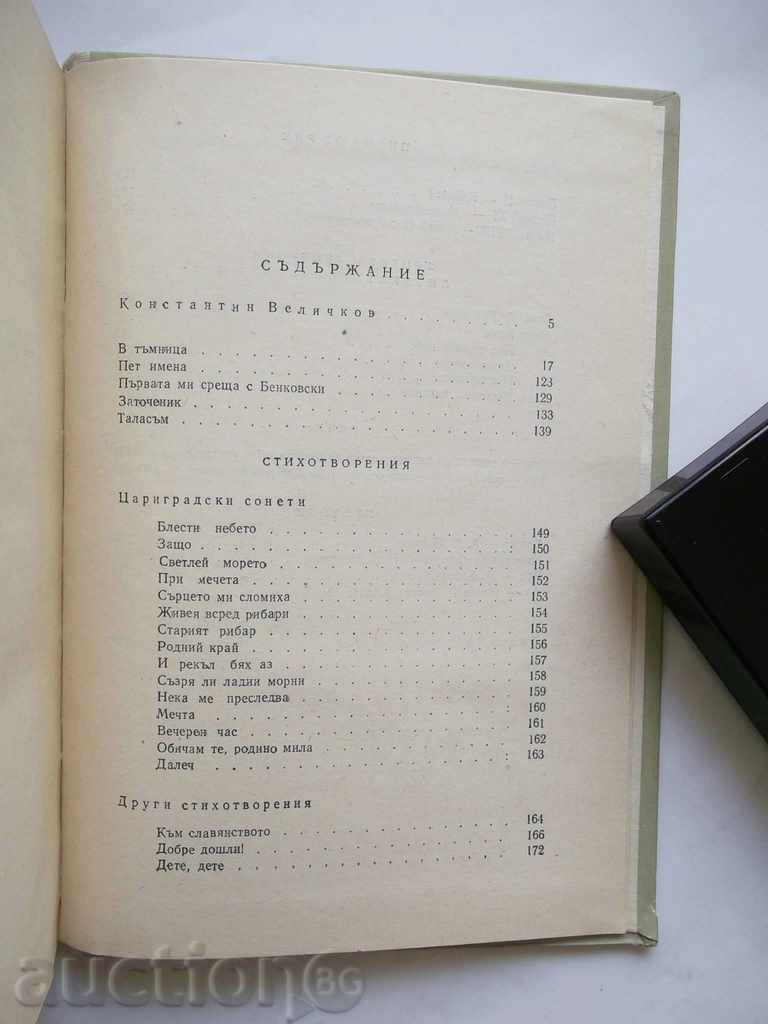 СЪДЪРЖАНИЕ
Константин Величков . . . . . . . . . 5
В тъмница . . . . . . . . . . . . . . . . 17
Пет имена . . . . . . . . . . . . . . . . 123
Първата ми среща с Бенковски . . . . . . . . . 129
Заточеник . . . . . . . . . . . . . . . . 133
Таласъм . . . . . . . . . . . . . . . . 139
СТИХОТВОРЕНИЯ
Цариградски сонети
Блести небето . . . . . . . . . . . . 149
Защо . . . . . . . . . . . . . . . 150
Светлей морето . . . . . . . . . . . . 151
При мечета . . . . . . . . . . . . . 152
Сърцето ми сломиха . . . . . . . . . . 153
Живея всред рибари . . . . . . . . . . 154
Старият рибар . . . . . . . . . . . . 155
Родний край . . . . . . . . . . . . . 156
И рекъл бях аз . . . . . . . . . . . . 157
Съзря ли ладии морни . . . . . . . . . 158
Нека ме преследва . . . . . . . . . . . 159
Мечта . . . . . . . . . . . . . . . 160
Вечерен час . . . . . . . . . . . . . 161
Обичам те, родино мила . . . . . . . . . 162
Далеч . . . . . . . . . . . . . . . 163
Други стихотворения
Към славянството . . . . . . . . . . . 164
Добре дошли! . . . . . . . . . . . . . 166
Дете, дете . . . . . . . . . . . . . 172
auctionBG